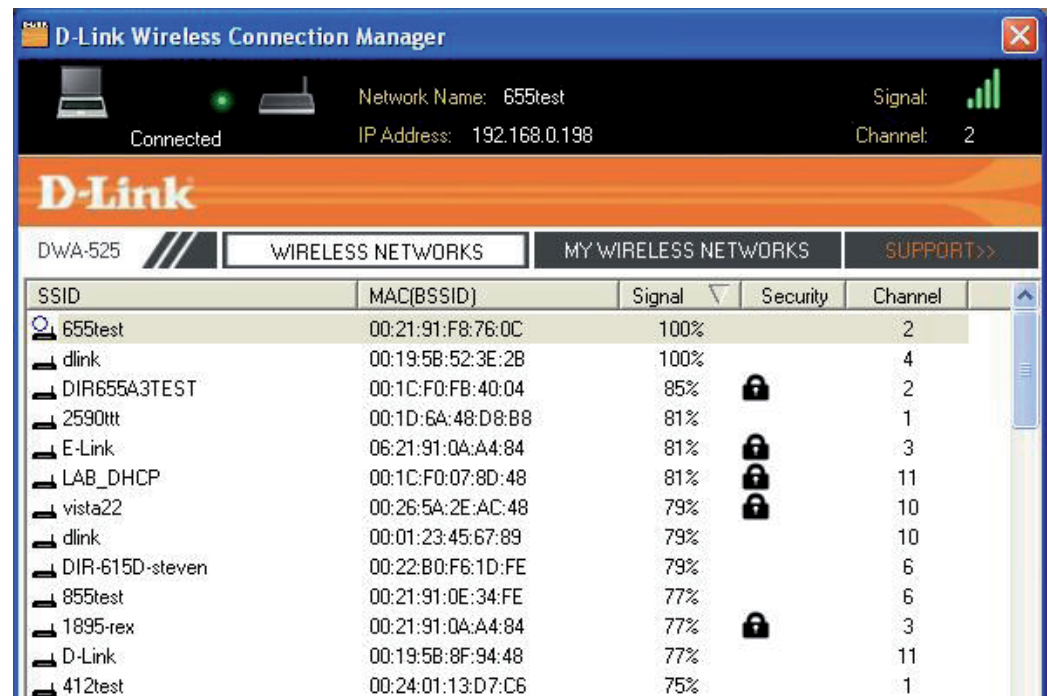 D-Link Wireless Connection Manager
Network Name: 655test Signal:
Connected IP Address: 192.168.0.198 Channel: 2
D-Link
DWA-525 WIRELESS NETWORKS MY WIRELESS NETWORKS SUPPORT>>
SSID MAC(BSSID) Signal Security Channel
655test 00:21:91:F8:76:0C 100% 2
dlink 00:19:5B:52:3E:2B 100% 4
DIR655A3TEST 00:1C:F0:FB:40:04 85% 2
2590ttt 00:1D:6A:48:D8:B8 81% 1
E-Link 06:21:91:0A:A4:84 81% 3
LAB_DHCP 00:1C:F0:07:8D:48 81% 11
vista22 00:26:5A:2E:AC:48 79% 10
dlink 00:01:23:45:67:89 79% 10
DIR-615D-steven 00:22:B0:F6:1D:FE 79% 6
855test 00:21:91:0E:34:FE 77% 6
1895-rex 00:21:91:0A:A4:84 77% 3
D-Link 00:19:5B:8F:94:48 77% 11
412test 00:24:01:13:D7:C6 75% 1